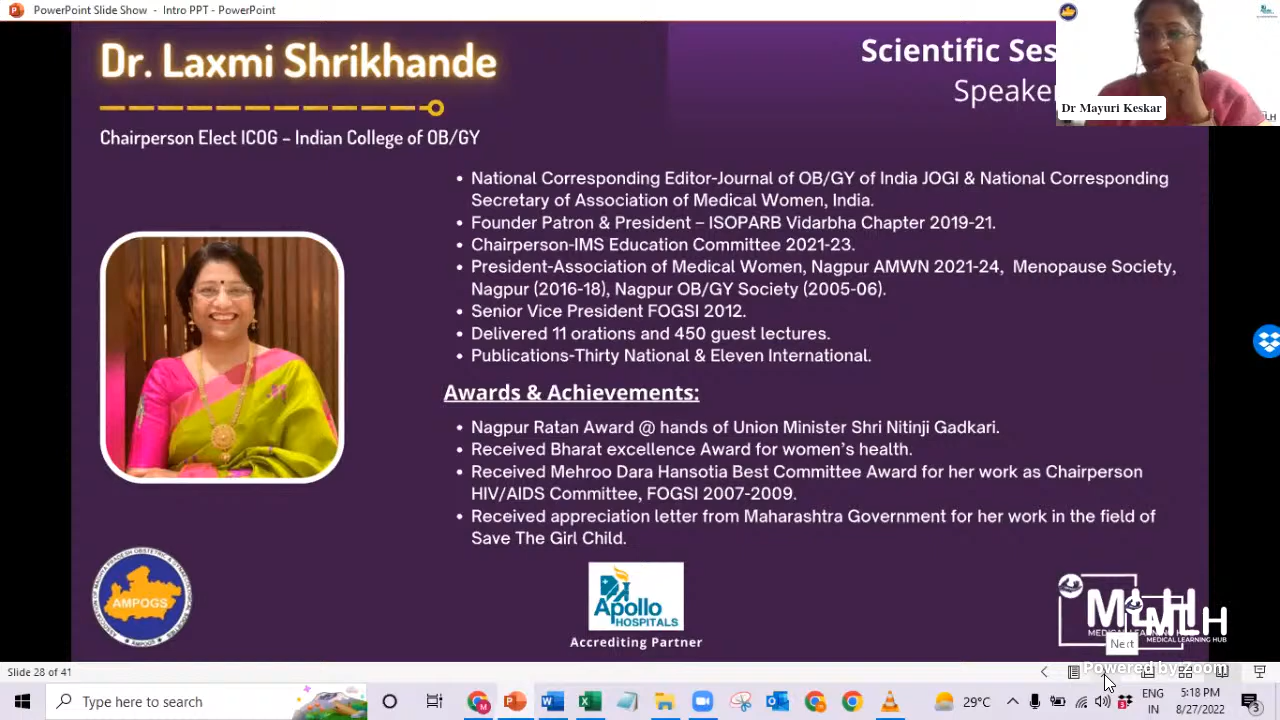 PowerPoint Slide Show - Intro PPT - PowerPoint
Dr. Laxmi Shrikhande
Scientific Ses
Speaker
Dr Mayuri Keskar
Chairperson Elect ICOG – Indian College of OB/GY
• National Corresponding Editor-Journal of OB/GY of India JOGI & National Corresponding
Secretary of Association of Medical Women, India.
• Founder Patron & President – ISOPARB Vidarbha Chapter 2019-21.
• Chairperson-IMS Education Committee 2021-23.
• President-Association of Medical Women, Nagpur AMWN 2021-24, Menopause Society,
Nagpur (2016-18), Nagpur OB/GY Society (2005-06).
• Senior Vice President FOGSI 2012.
• Delivered 11 orations and 450 guest lectures.
• Publications-Thirty National & Eleven International.
Awards & Achievements:
• Nagpur Ratan Award @ hands of Union Minister Shri Nitinji Gadkari.
• Received Bharat excellence Award for women's health.
• Received Mehroo Dara Hansotia Best Committee Award for her work as Chairperson
HIV/AIDS Committee, FOGSI 2007-2009.
• Received appreciation letter from Maharashtra Government for her work in the field of
Save The Girl Child.
AMPOGS
Apollo
HOSPITALS
Accrediting Partner
MLH
MEDICAL LEARNING HUB
Next
Powered by Zoom
Slide 28 of 41
Type here to search
29°C
ENG
IN
5:18 PM
8/27/2022
3